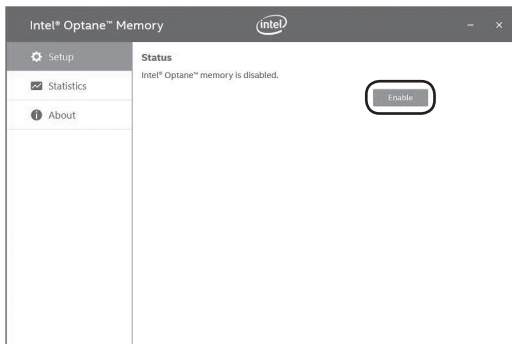 Intel® Optane™ Memory
intel
Setup
Statistics
About
Status
Intel® Optane™ memory is disabled.
Enable